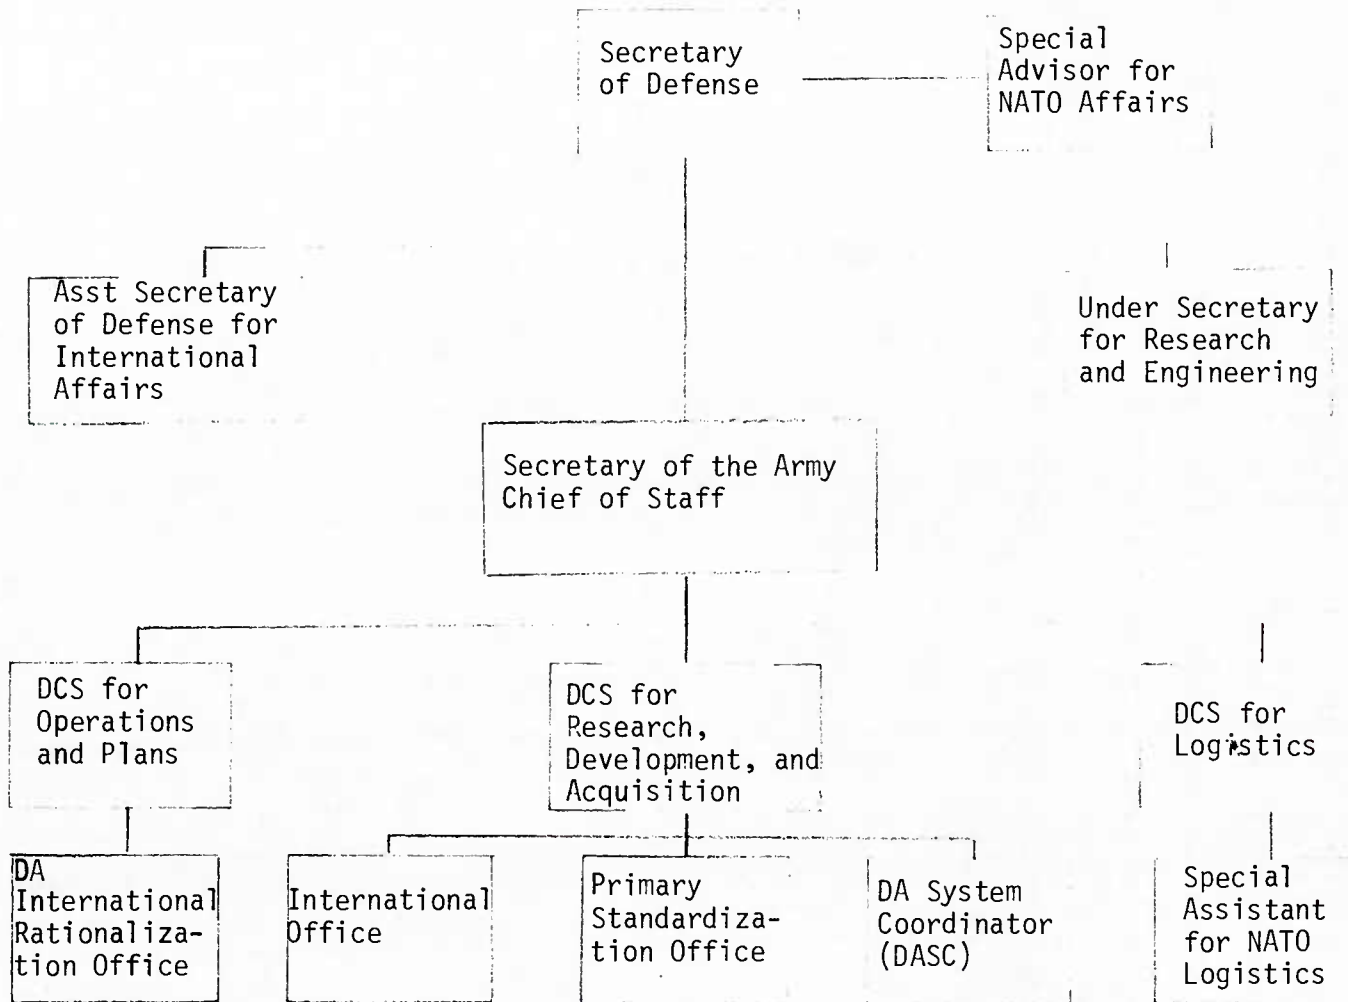 Secretary
of Defense
Special
Advisor for
NATO Affairs
Asst Secretary
of Defense for
International
Affairs
Under Secretary
for Research
and Engineering
Secretary of the Army
Chief of Staff
DCS for
Operations
and Plans
DCS for
Research,
Development, and
Acquisition
DCS for
Logistics
DA
International
Rationaliza-
tion Office
International
Office
Primary
Standardiza-
tion Office
DA System
Coordinator
(DASC)
Special
Assistant
for NATO
Logistics